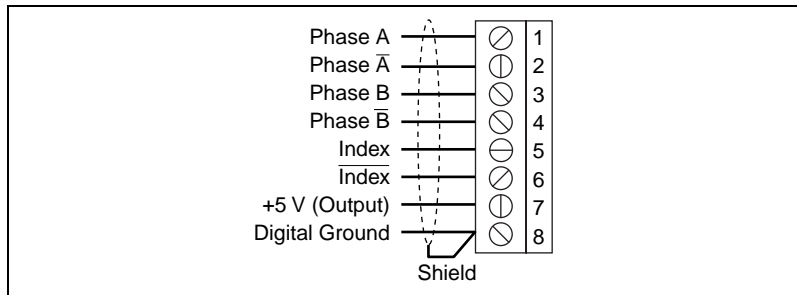 Phase A 1
Phase A̅ 2
Phase B 3
Phase B̅ 4
Index 5
I̅n̅d̅e̅x̅ 6
+5 V (Output) 7
Digital Ground 8
Shield